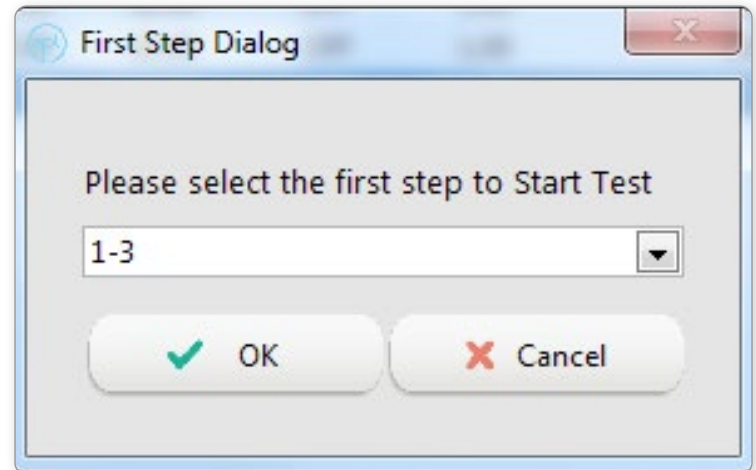 First Step Dialog
Please select the first step to Start Test
1-3
OK
Cancel